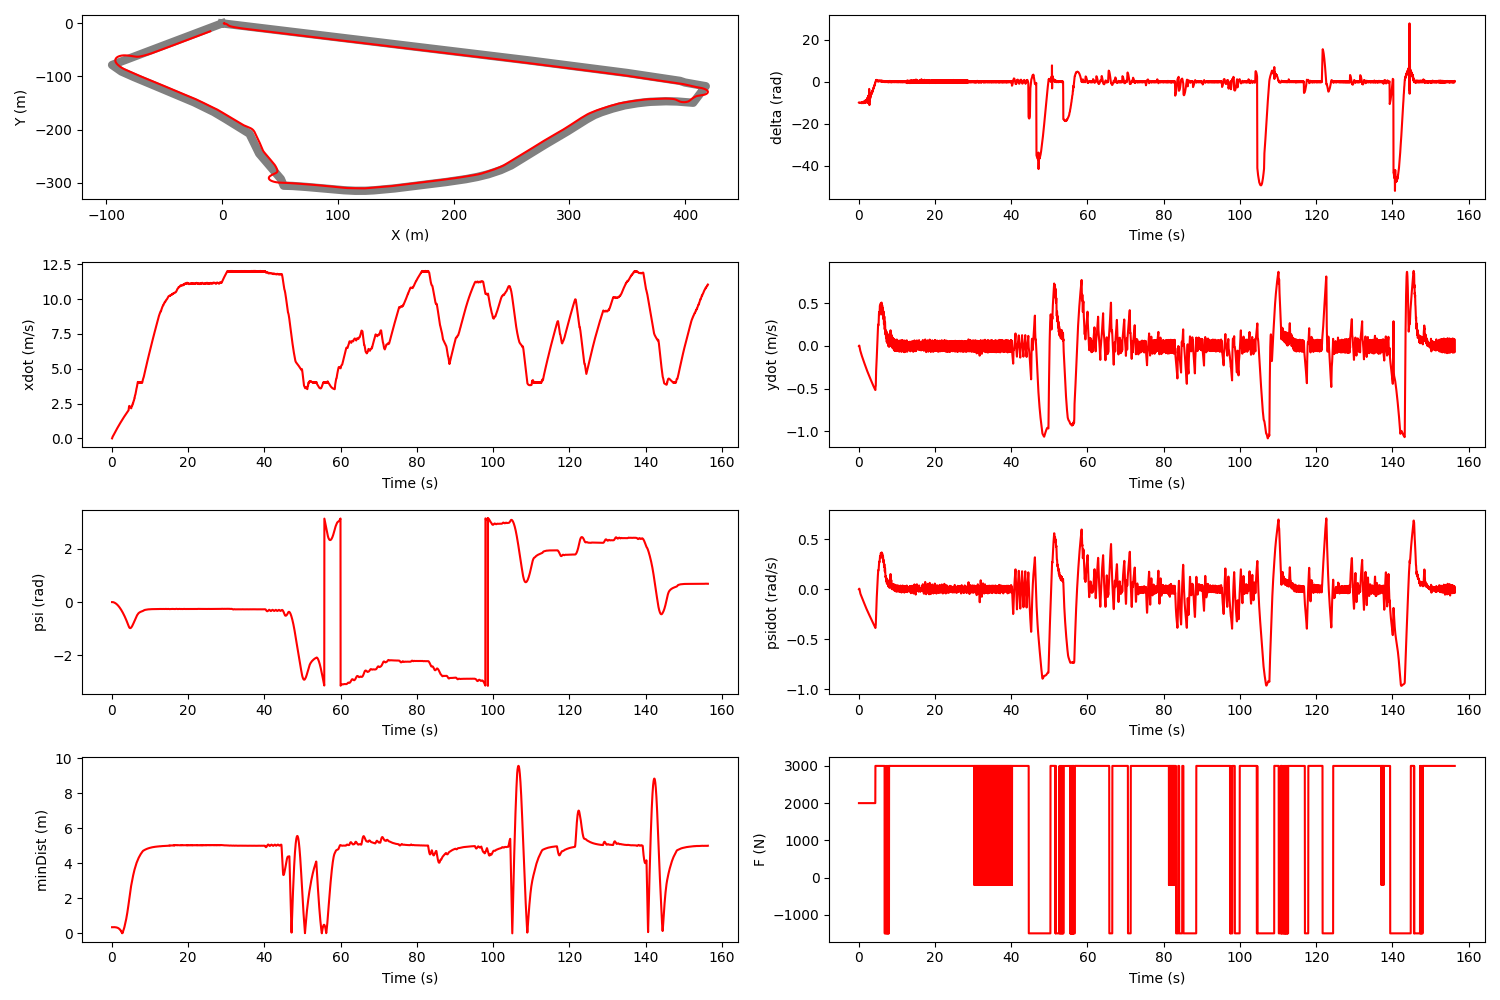 0
−100
−200
−300
Y (m)
−100 0 100 200 300 400
X (m)
20
0
−20
−40
delta (rad)
0 20 40 60 80 100 120 140 160
Time (s)
12.5
10.0
7.5
5.0
2.5
0.0
xdot (m/s)
0 20 40 60 80 100 120 140 160
Time (s)
0.5
0.0
−0.5
−1.0
ydot (m/s)
0 20 40 60 80 100 120 140 160
Time (s)
2
0
−2
psi (rad)
0 20 40 60 80 100 120 140 160
Time (s)
0.5
0.0
−0.5
−1.0
psidot (rad/s)
0 20 40 60 80 100 120 140 160
Time (s)
10
8
6
4
2
0
minDist (m)
0 20 40 60 80 100 120 140 160
Time (s)
3000
2000
1000
0
−1000
F (N)
0 20 40 60 80 100 120 140 160
Time (s)